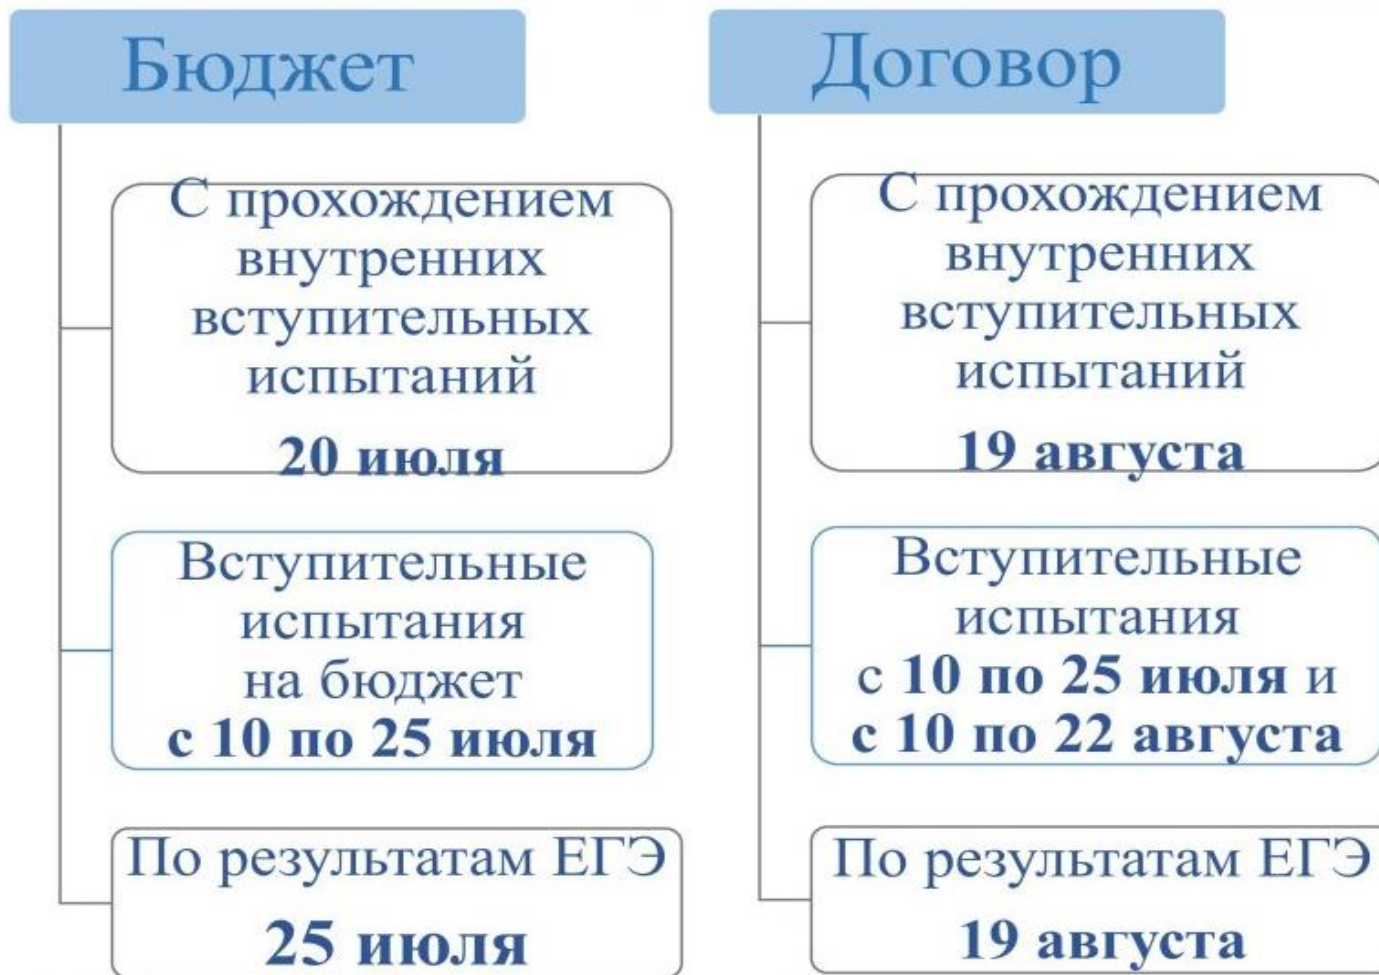 Бюджет
С прохождением
внутренних
вступительных
испытаний
20 июля
Вступительные
испытания
на бюджет
с 10 по 25 июля
По результатам ЕГЭ
25 июля
Договор
С прохождением
внутренних
вступительных
испытаний
19 августа
Вступительные
испытания
с 10 по 25 июля и
с 10 по 22 августа
По результатам ЕГЭ
19 августа